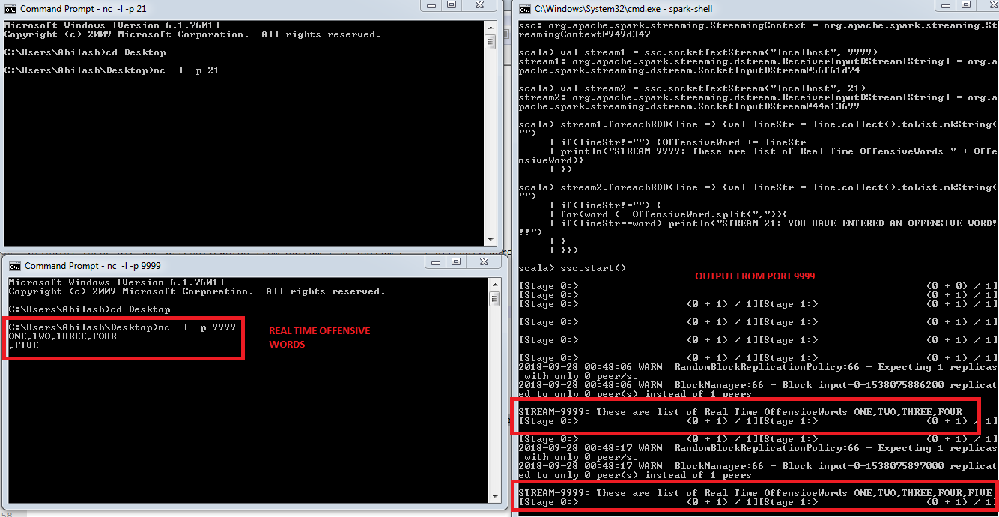 Command Prompt - nc -l -p 21
Microsoft Windows [Version 6.1.7601]
Copyright (c) 2009 Microsoft Corporation.  All rights reserved.
C:\Users\Abilash>cd Desktop
C:\Users\Abilash\Desktop>nc -l -p 21
Command Prompt - nc -l -p 9999
Microsoft Windows [Version 6.1.7601]
Copyright (c) 2009 Microsoft Corporation.  All rights reserved.
C:\Users\Abilash>cd Desktop
C:\Users\Abilash\Desktop>nc -l -p 9999
ONE,TWO,THREE,FOUR
,FIVE
REAL TIME OFFENSIVE
WORDS
58
C:\Windows\System32\cmd.exe - spark-shell
ssc: org.apache.spark.streaming.StreamingContext = org.apache.spark.streaming.St
reamingContext@949d347
scala> val stream1 = ssc.socketTextStream("localhost", 9999)
stream1: org.apache.spark.streaming.dstream.ReceiverInputDStream[String] = org.a
pache.spark.streaming.dstream.SocketInputDStream@56f61d74
scala> val stream2 = ssc.socketTextStream("localhost", 21)
stream2: org.apache.spark.streaming.dstream.ReceiverInputDStream[String] = org.a
pache.spark.streaming.dstream.SocketInputDStream@44a13699
scala> stream1.foreachRDD(line => {val lineStr = line.collect().toList.mkString(
"")
| if(lineStr!="") {OffensiveWord += lineStr
| println("STREAM-9999: These are list of Real Time OffensiveWords " + Offe
nsiveWord)}
| })
scala> stream2.foreachRDD(line => {val lineStr = line.collect().toList.mkString(
"")
| if(lineStr!="") {
| for(word <- OffensiveWord.split(",")){
| if(lineStr==word) println("STREAM-21: YOU HAVE ENTERED AN OFFENSIVE WORD!
!!")
| }
| }})
scala> ssc.start()
OUTPUT FROM PORT 9999
[Stage 0:> (0 + 0) / 1]
[Stage 0:> (0 + 1) / 1]
[Stage 0:> (0 + 1) / 1][Stage 1:> (0 + 1) / 1]
[Stage 0:> (0 + 1) / 1][Stage 1:> (0 + 1) / 1]
[Stage 0:> (0 + 1) / 1][Stage 1:> (0 + 1) / 1]
[Stage 0:> (0 + 1) / 1][Stage 1:> (0 + 1) / 1]
2018-09-28 00:48:06 WARN  RandomBlockReplicationPolicy:66 - Expecting 1 replicas
with only 0 peer/s.
2018-09-28 00:48:06 WARN  BlockManager:66 - Block input-0-1538075886200 replicat
ed to only 0 peer(s) instead of 1 peers
STREAM-9999: These are list of Real Time OffensiveWords ONE,TWO,THREE,FOUR
[Stage 0:> (0 + 1) / 1][Stage 1:> (0 + 1) / 1]
[Stage 0:> (0 + 1) / 1][Stage 1:> (0 + 1) / 1]
2018-09-28 00:48:17 WARN  RandomBlockReplicationPolicy:66 - Expecting 1 replicas
with only 0 peer/s.
2018-09-28 00:48:17 WARN  BlockManager:66 - Block input-0-1538075897000 replicat
ed to only 0 peer(s) instead of 1 peers
STREAM-9999: These are list of Real Time OffensiveWords ONE,TWO,THREE,FOUR,FIVE
[Stage 0:> (0 + 1) / 1][Stage 1:> (0 + 1) / 1]